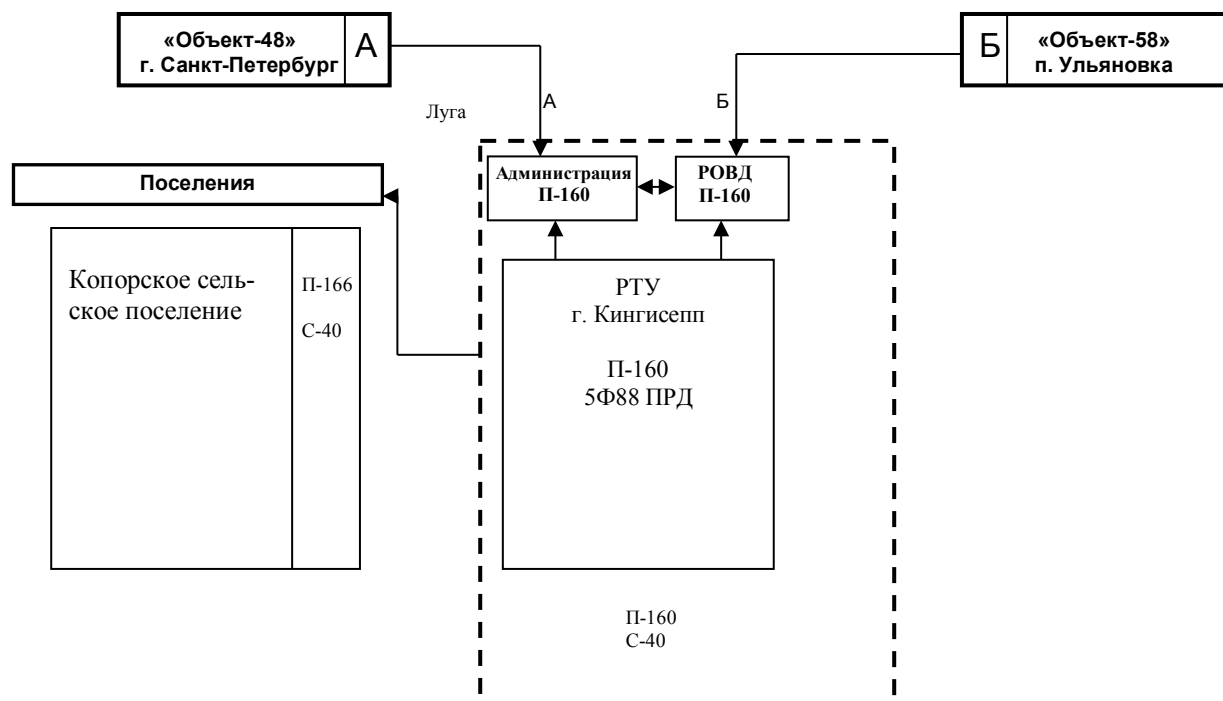 «Объект-48»
г. Санкт-Петербург
А
Б
«Объект-58»
п. Ульяновка
А
Б
Луга
Поселения
Администрация
П-160
РОВД
П-160
Копорское сель-
ское поселение
П-166
С-40
РТУ
г. Кингисепп
П-160
5Ф88 ПРД
П-160
С-40